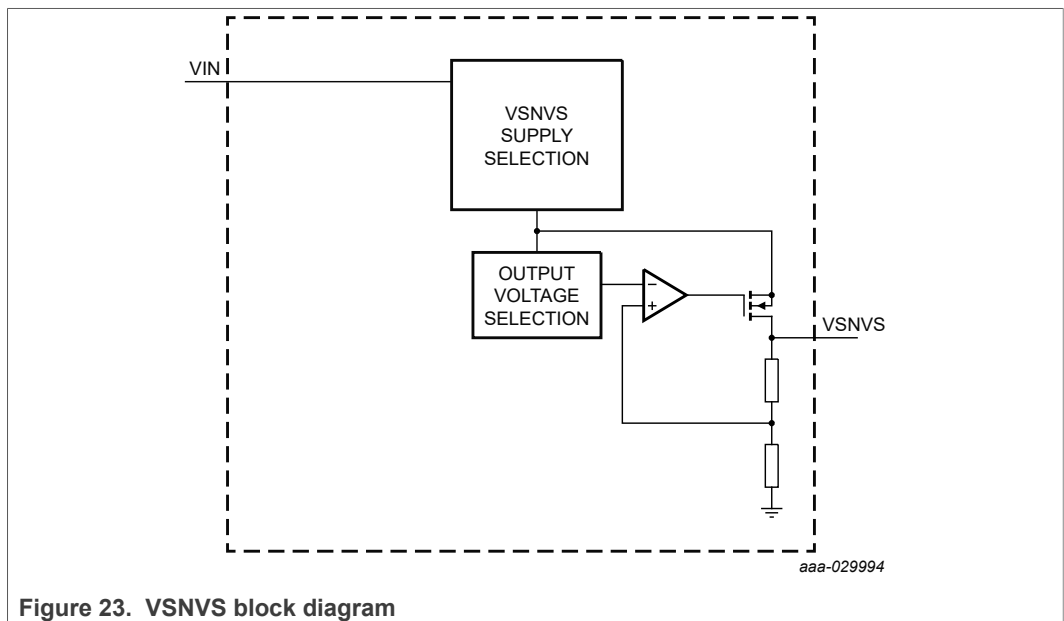 VIN
VSNVS
SUPPLY
SELECTION
OUTPUT
VOLTAGE
SELECTION
−
+
VSNVS
aaa-029994
Figure 23. VSNVS block diagram